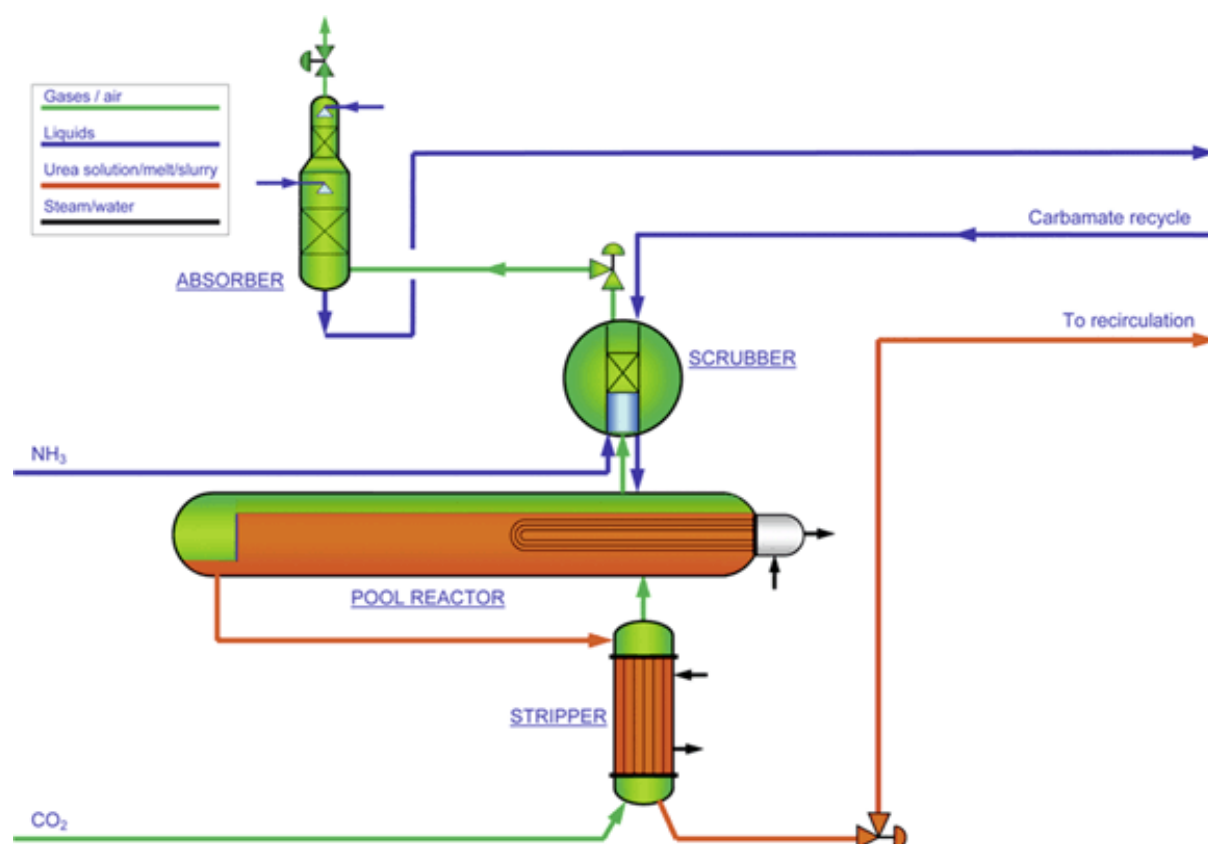 Gases / air
Liquids
Urea solution/melt/slurry
Steam/water
ABSORBER
Carbamate recycle
To recirculation
SCRUBBER
NH₃
POOL REACTOR
STRIPPER
CO₂